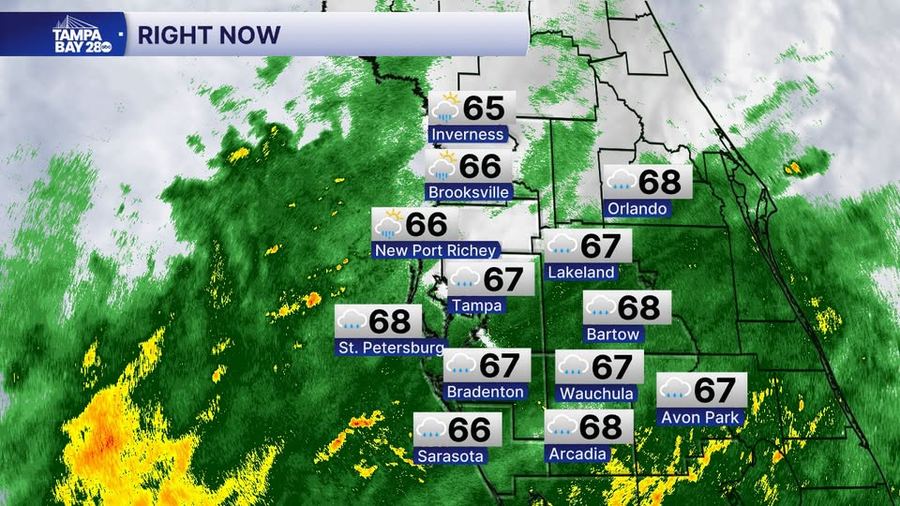 TAMPA
BAY 28 abc
RIGHT NOW
65
Inverness
66
Brooksville
68
Orlando
66
New Port Richey
67
Lakeland
67
Tampa
68
St. Petersburg
68
Bartow
67
Bradenton
67
Wauchula
67
Avon Park
66
Sarasota
68
Arcadia